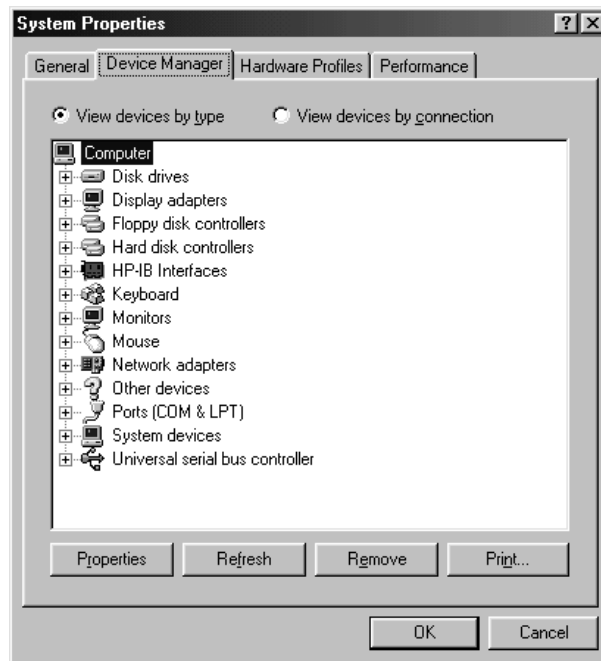 System Properties
General Device Manager Hardware Profiles Performance
View devices by type View devices by connection
Computer
Disk drives
Display adapters
Floppy disk controllers
Hard disk controllers
HP-IB Interfaces
Keyboard
Monitors
Mouse
Network adapters
Other devices
Ports (COM & LPT)
System devices
Universal serial bus controller
Properties Refresh Remove Print...
OK Cancel